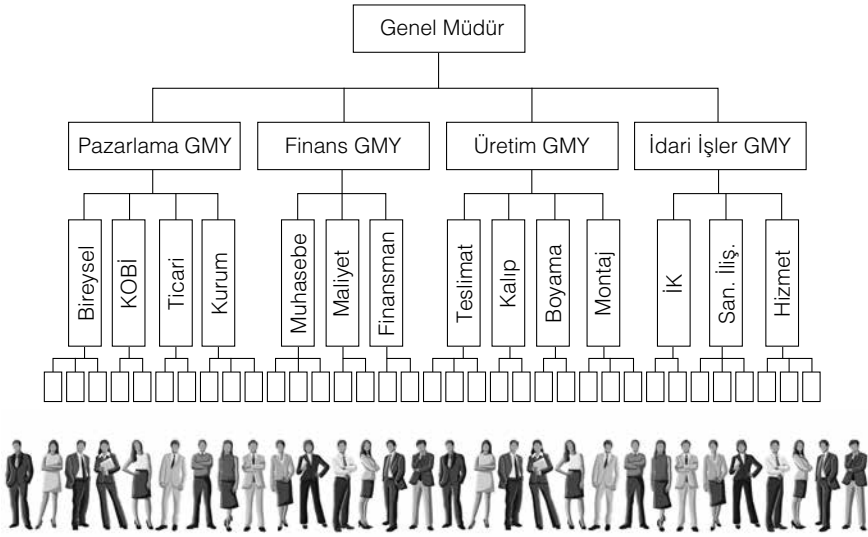 Genel Müdür
Pazarlama GMY
Finans GMY
Üretim GMY
İdari İşler GMY
Bireysel
KOBİ
Ticari
Kurum
Muhasebe
Maliyet
Finansman
Teslimat
Kalıp
Boyama
Montaj
İK
San. İliş.
Hizmet